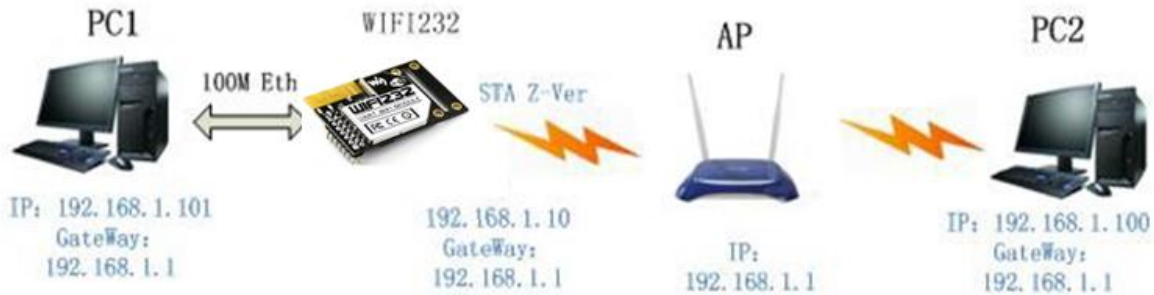 PC1
WIFI232
AP
PC2
100M Eth
STA Z-Ver
WIFI232
IP: 192.168.1.101
GateWay:
192.168.1.1
192.168.1.10
GateWay:
192.168.1.1
IP:
192.168.1.1
IP: 192.168.1.100
GateWay:
192.168.1.1